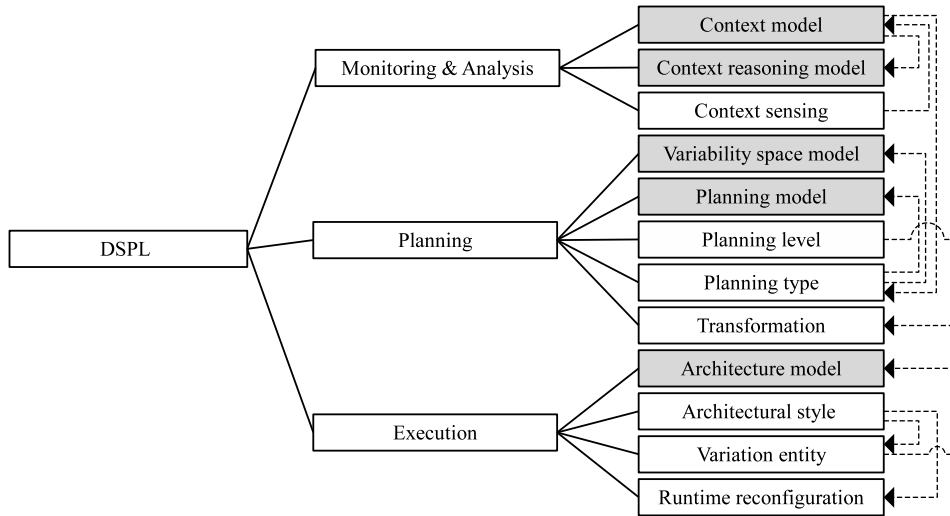 DSPL
Monitoring & Analysis
Context model
Context reasoning model
Context sensing
Planning
Variability space model
Planning model
Planning level
Planning type
Transformation
Execution
Architecture model
Architectural style
Variation entity
Runtime reconfiguration